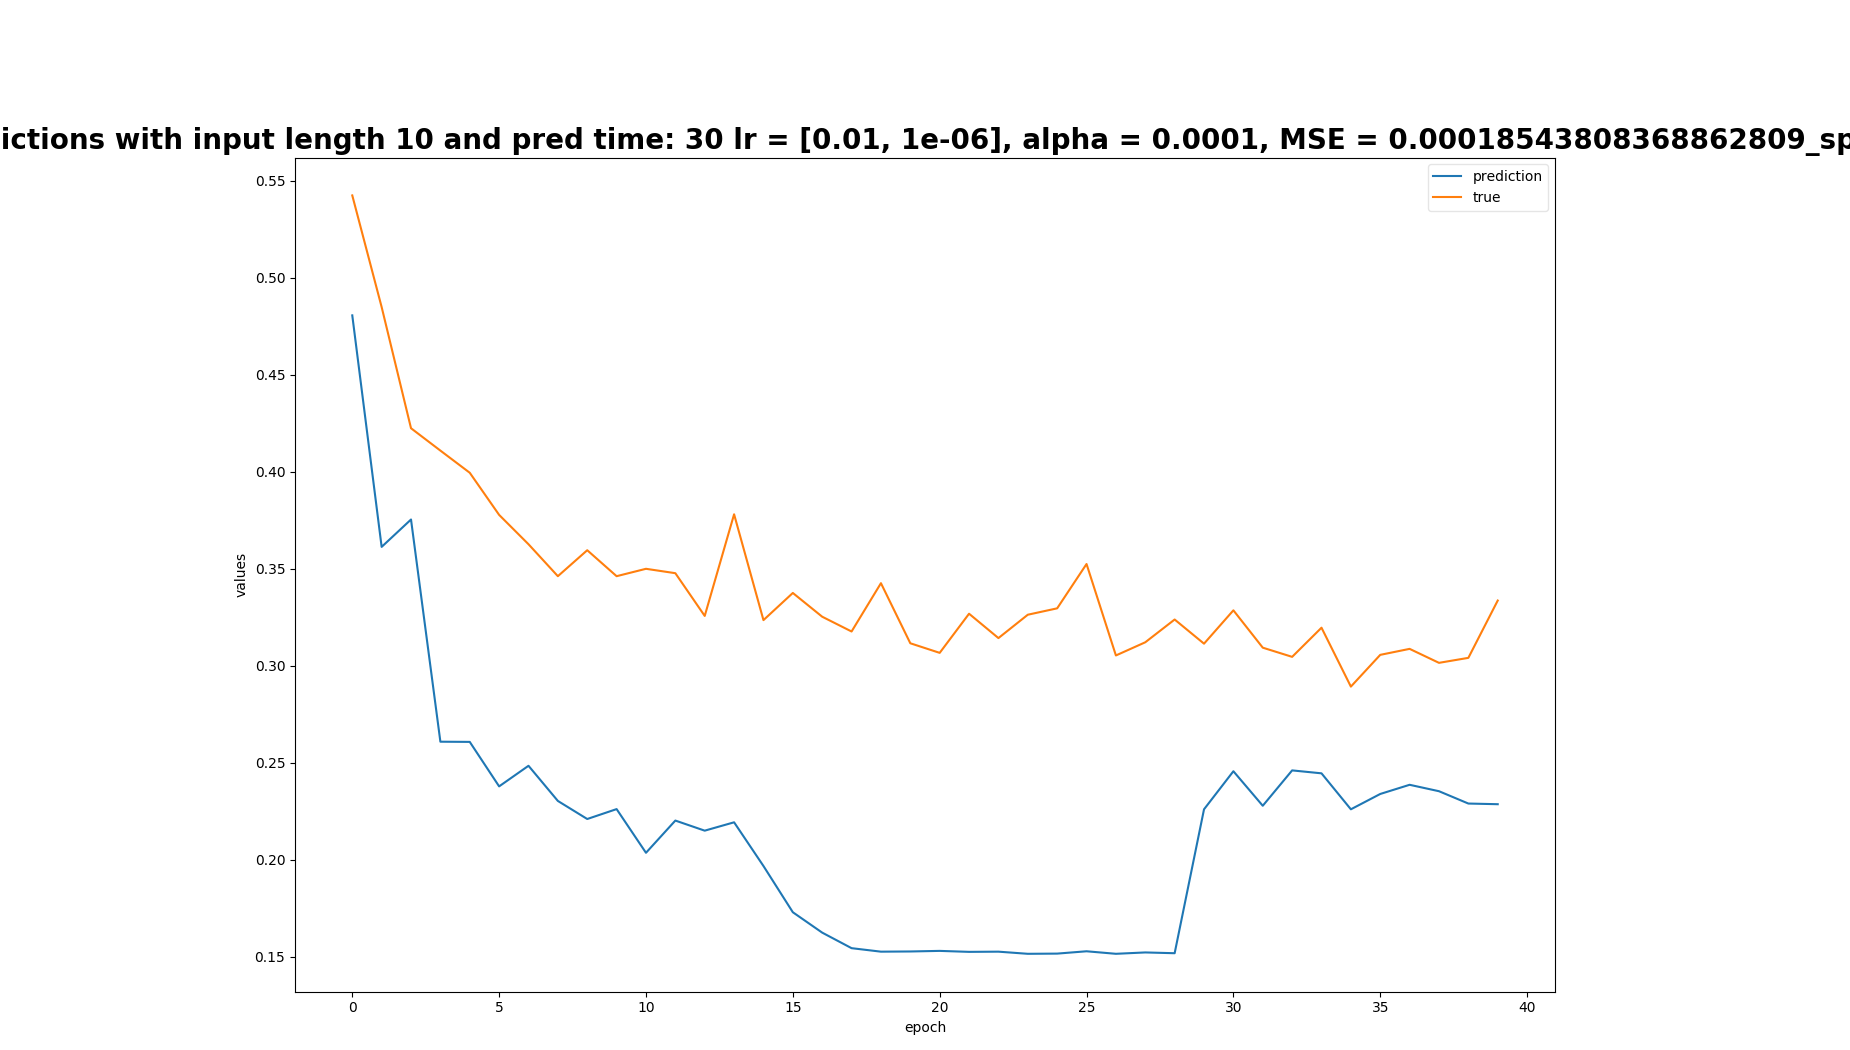 ictions with input length 10 and pred time: 30 lr = [0.01, 1e-06], alpha = 0.0001, MSE = 0.00018543808368862809_sp
prediction
true
0.55
0.50
0.45
0.40
0.35
0.30
0.25
0.20
0.15
values
0 5 10 15 20 25 30 35 40
epoch